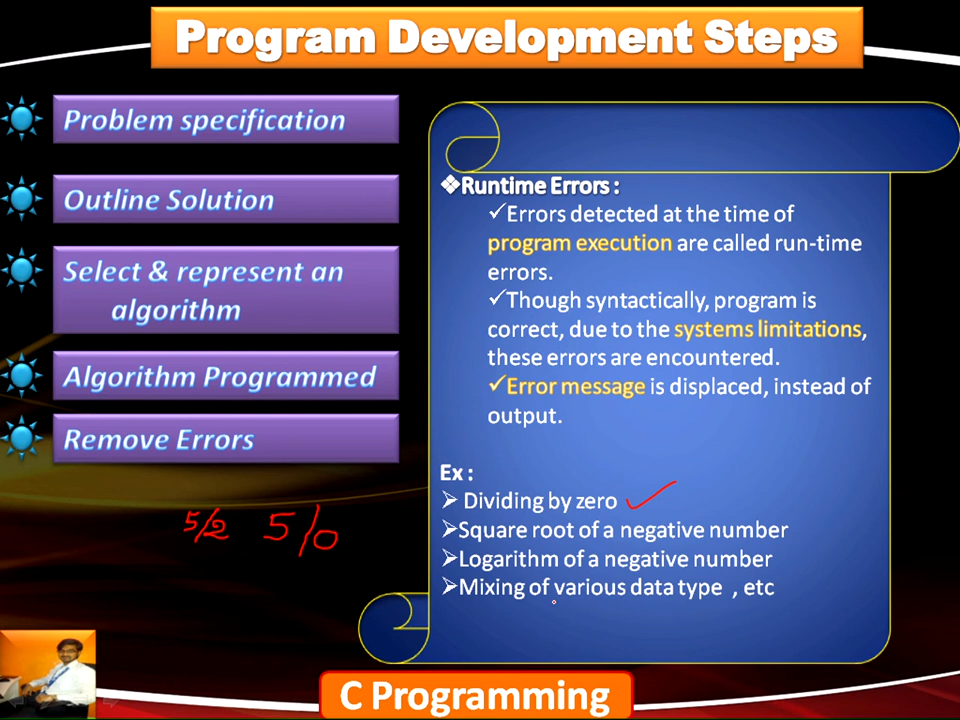 Program Development Steps
Problem specification
Outline Solution
Select & represent an
algorithm
Algorithm Programmed
Remove Errors
5/2 5/0
❖Runtime Errors :
✓Errors detected at the time of
program execution are called run-time
errors.
✓Though syntactically, program is
correct, due to the systems limitations,
these errors are encountered.
✓Error message is displaced, instead of
output.
Ex :
➢ Dividing by zero
➢Square root of a negative number
➢Logarithm of a negative number
➢Mixing of various data type , etc
C Programming